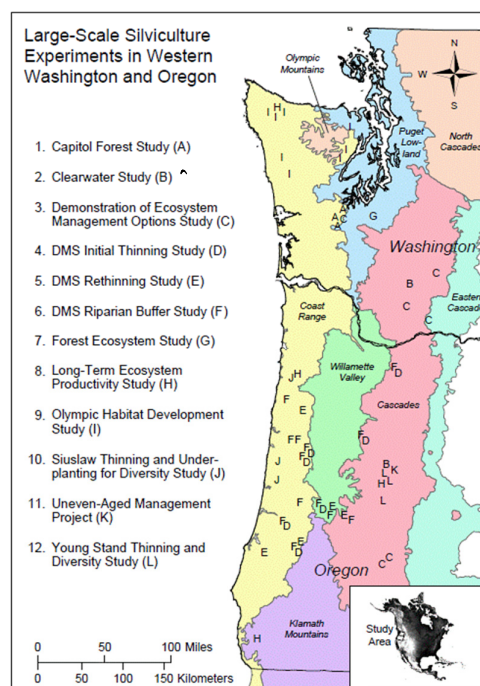 Large-Scale Silviculture
Experiments in Western
Washington and Oregon
1. Capitol Forest Study (A)
2. Clearwater Study (B)
3. Demonstration of Ecosystem
Management Options Study (C)
4. DMS Initial Thinning Study (D)
5. DMS Rethinning Study (E)
6. DMS Riparian Buffer Study (F)
7. Forest Ecosystem Study (G)
8. Long-Term Ecosystem
Productivity Study (H)
9. Olympic Habitat Development
Study (I)
10. Siuslaw Thinning and Under-
planting for Diversity Study (J)
11. Uneven-Aged Management
Project (K)
12. Young Stand Thinning and
Diversity Study (L)
0 50 100 Miles
0 50 100 150 Kilometers
Olympic
Mountains
N
W
S
Puget
Low-
land
North
Cascades
H
I I I
I
I
I
I
A
A
C
G
Washington
C
B
C
C
Eastern
Cascades
Coast
Range
Willamette
Valley
Cascades
F
D
J H
F
E
F F F
F D
D
J
J
F
D
B
L K
H L
L
F
F
D
E
F
E
F
F
D
E
F
D
E
C
C
Oregon
Klamath
Mountains
H
Study
Area